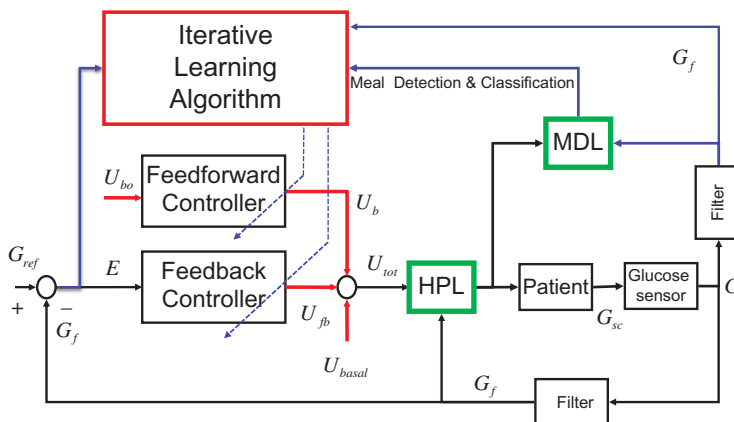 Iterative
Learning
Algorithm
G_f
Meal Detection & Classification
MDL
Filter
U_bo
Feedforward
Controller
U_b
G_ref
E
Feedback
Controller
U_tot
HPL
Patient
Glucose
sensor
G
+
−
G_f
U_fb
G_sc
U_basal
G_f
Filter